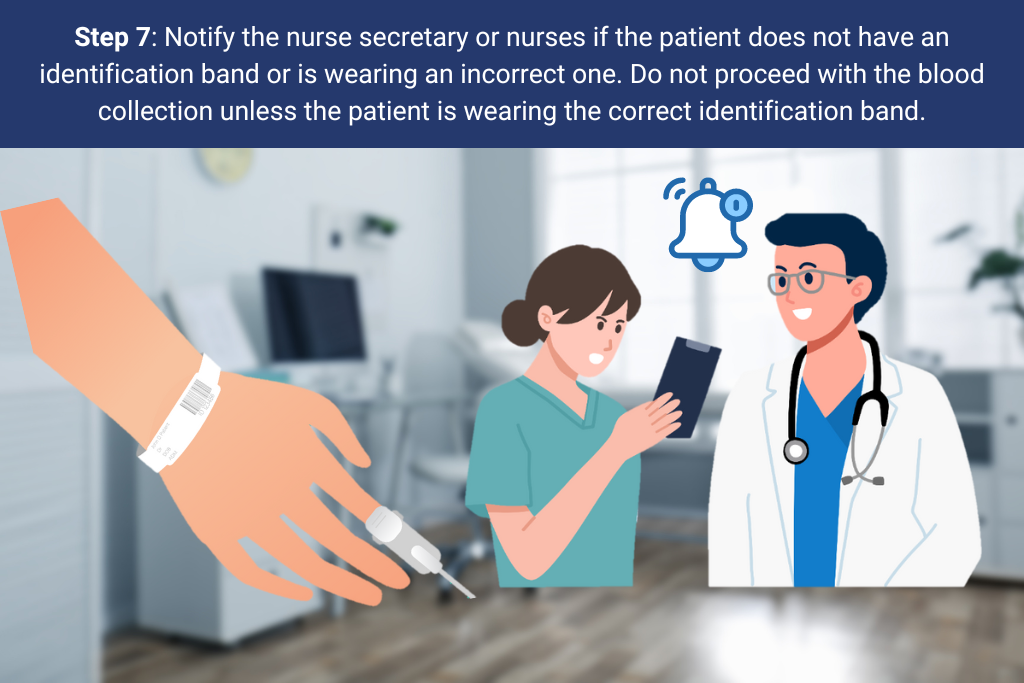 Step 7: Notify the nurse secretary or nurses if the patient does not have an
identification band or is wearing an incorrect one. Do not proceed with the blood
collection unless the patient is wearing the correct identification band.